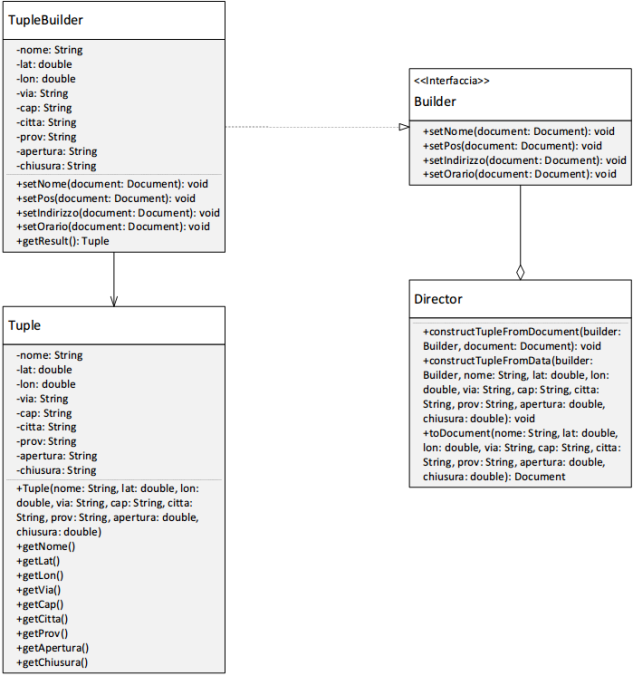 TupleBuilder
-nome: String
-lat: double
-lon: double
-via: String
-cap: String
-citta: String
-prov: String
-apertura: String
-chiusura: String
+setNome(document: Document): void
+setPos(document: Document): void
+setIndirizzo(document: Document): void
+setOrario(document: Document): void
+getResult(): Tuple
<<Interfaccia>>
Builder
+setNome(document: Document): void
+setPos(document: Document): void
+setIndirizzo(document: Document): void
+setOrario(document: Document): void
Tuple
-nome: String
-lat: double
-lon: double
-via: String
-cap: String
-citta: String
-prov: String
-apertura: String
-chiusura: String
+Tuple(nome: String, lat: double, lon:
double, via: String, cap: String, citta:
String, prov: String, apertura: double,
chiusura: double)
+getNome()
+getLat()
+getLon()
+getVia()
+getCap()
+getCitta()
+getProv()
+getApertura()
+getChiusura()
Director
+constructTupleFromDocument(builder:
Builder, document: Document): void
+constructTupleFromData(builder:
Builder, nome: String, lat: double, lon:
double, via: String, cap: String, citta:
String, prov: String, apertura: double,
chiusura: double): void
+toDocument(nome: String, lat: double,
lon: double, via: String, cap: String, citta:
String, prov: String, apertura: double,
chiusura: double): Document